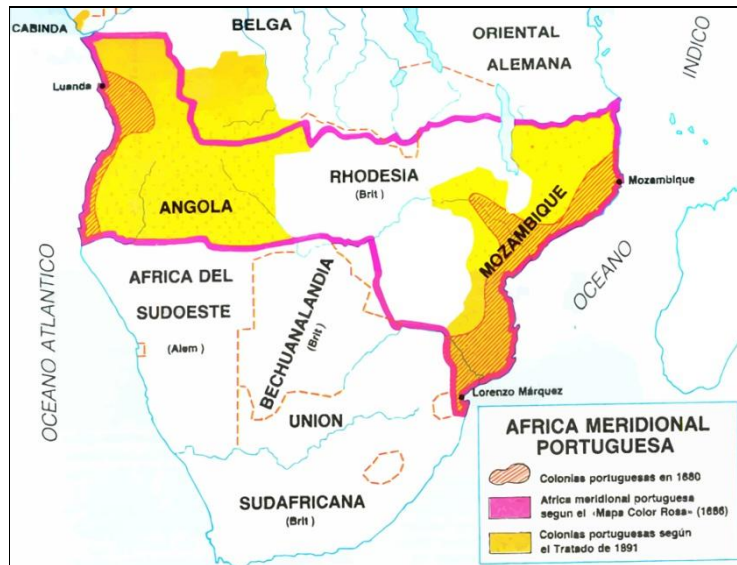 CABINDA
BELGA
ORIENTAL
ALEMANA
INDICO
Luanda
RHODESIA
(Brit )
Mozambique
ANGOLA
MOZAMBIQUE
OCEANO
AFRICA DEL
SUDOESTE
(Alem )
BECHUANALANDIA
(Brit )
OCEANO ATLANTICO
Lorenzo Márquez
UNION
SUDAFRICANA
(Brit )
AFRICA MERIDIONAL
PORTUGUESA
Colonias portuguesas en 1880
Africa meridional portuguesa
segun el «Mapa Color Rosa» (1886)
Colonias portuguesas según
el Tratado de 1891